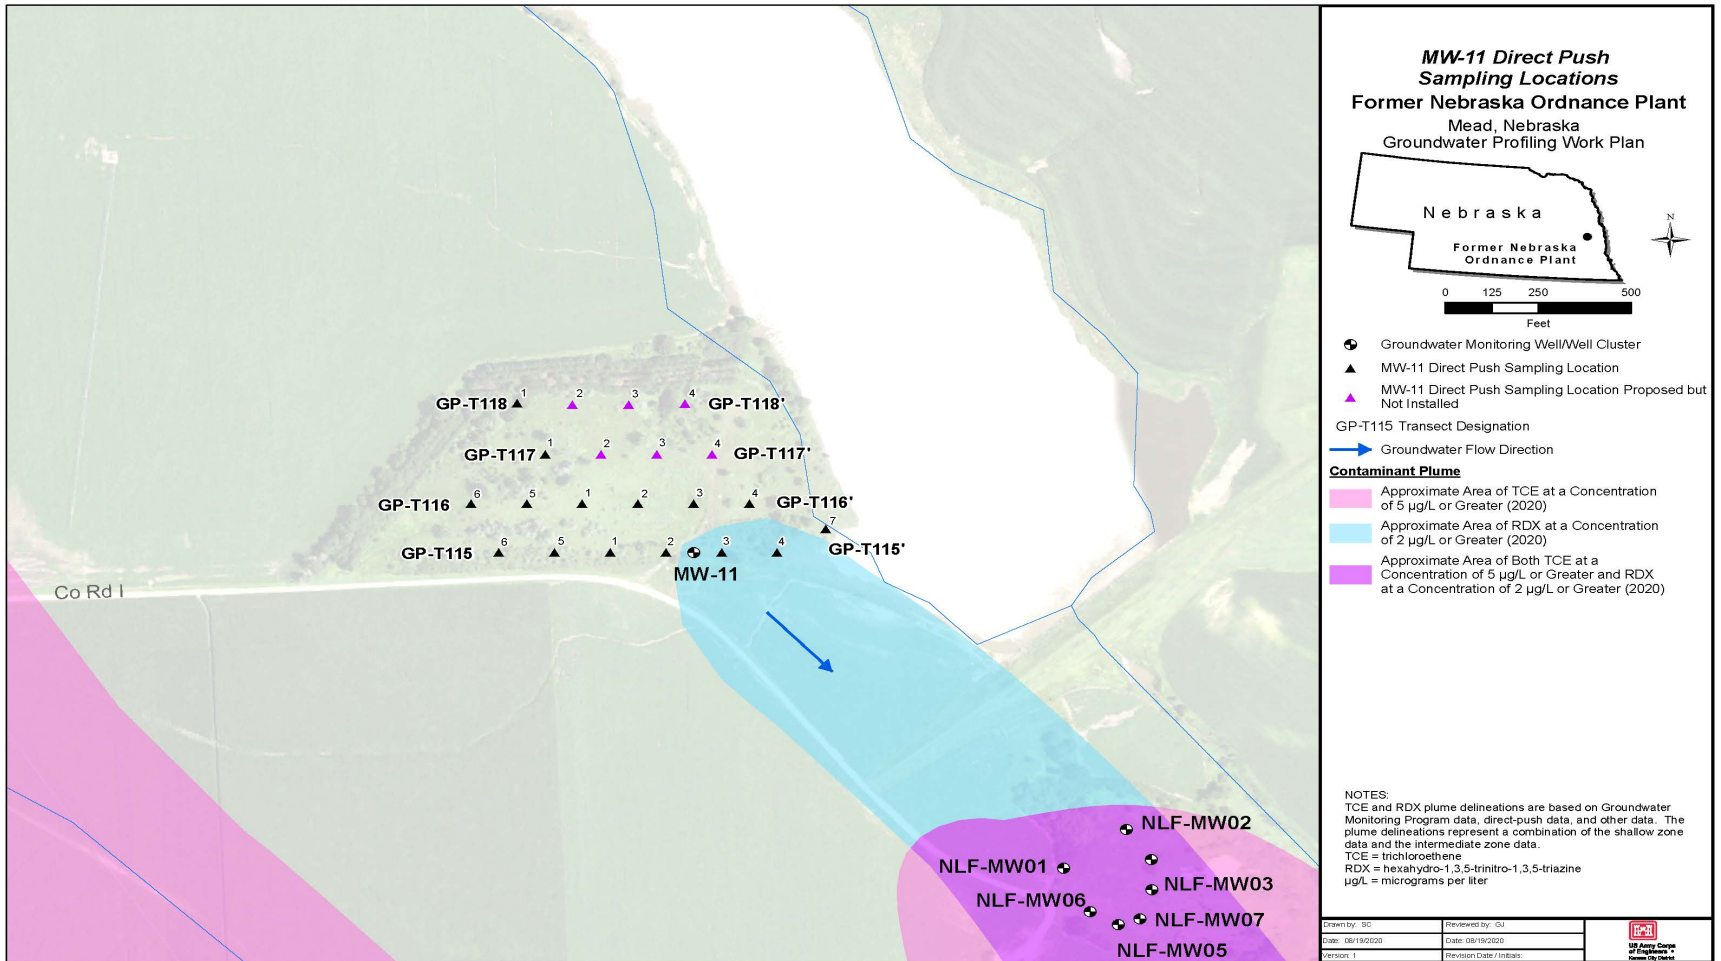 MW-11 Direct Push
Sampling Locations
Former Nebraska Ordnance Plant
Mead, Nebraska
Groundwater Profiling Work Plan
Nebraska
Former Nebraska
Ordnance Plant
N
0 125 250 500
Feet
Groundwater Monitoring Well/Well Cluster
MW-11 Direct Push Sampling Location
MW-11 Direct Push Sampling Location Proposed but
Not Installed
GP-T115 Transect Designation
Groundwater Flow Direction
Contaminant Plume
Approximate Area of TCE at a Concentration
of 5 µg/L or Greater (2020)
Approximate Area of RDX at a Concentration
of 2 µg/L or Greater (2020)
Approximate Area of Both TCE at a
Concentration of 5 µg/L or Greater and RDX
at a Concentration of 2 µg/L or Greater (2020)
NOTES:
TCE and RDX plume delineations are based on Groundwater
Monitoring Program data, direct-push data, and other data. The
plume delineations represent a combination of the shallow zone
data and the intermediate zone data.
TCE = trichloroethene
RDX = hexahydro-1,3,5-trinitro-1,3,5-triazine
µg/L = micrograms per liter
Drawn by: SC
Reviewed by: GJ
Date: 08/19/2020
Date: 08/19/2020
Version: 1
Revision Date / Initials:
US Army Corps
of Engineers
Kansas City District
GP-T118 1 2 3 4 GP-T118'
GP-T117 1 2 3 4 GP-T117'
GP-T116 6 5 1 2 3 4 GP-T116'
GP-T115 6 5 1 2 3 4 7 GP-T115'
MW-11
Co Rd I
NLF-MW02
NLF-MW01
NLF-MW03
NLF-MW06
NLF-MW07
NLF-MW05